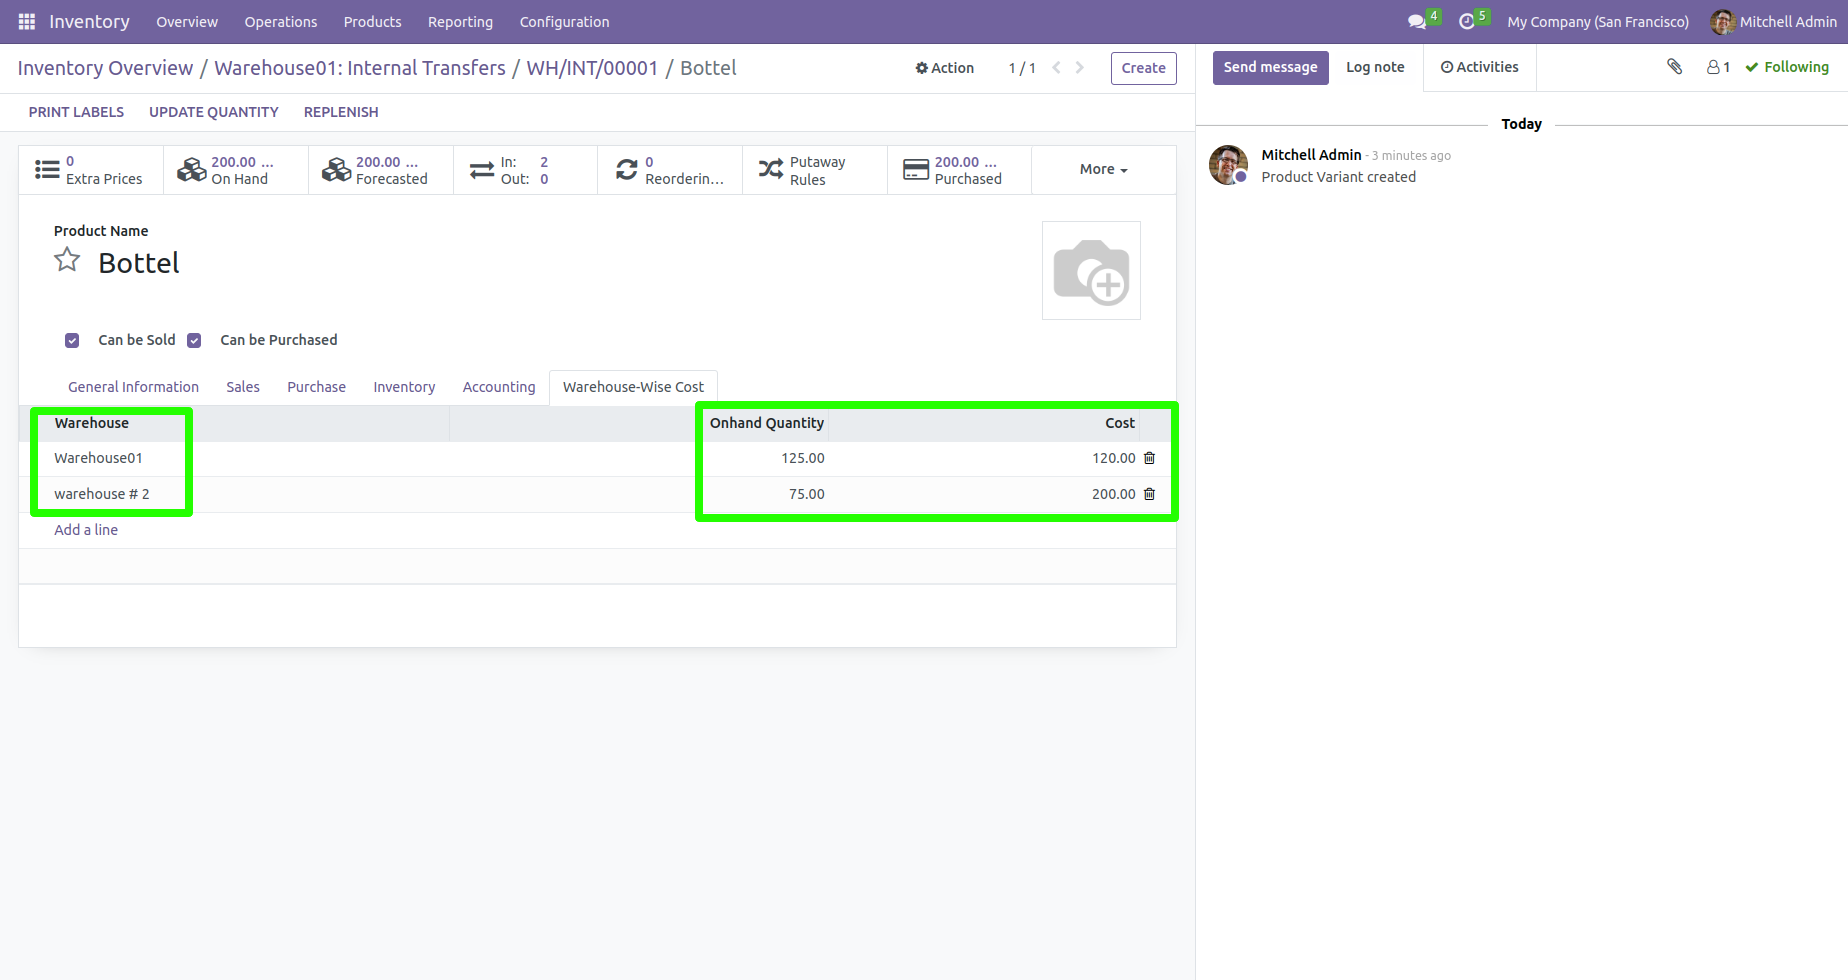 Inventory Overview Operations Products Reporting Configuration 4 5 My Company (San Francisco) Mitchell Admin
Inventory Overview / Warehouse01: Internal Transfers / WH/INT/00001 / Bottel Action 1 / 1 Create
Send message Log note Activities 1 Following
PRINT LABELS UPDATE QUANTITY REPLENISH
0 Extra Prices
200.00 ... On Hand
200.00 ... Forecasted
In: 2
Out: 0
0 Reorderin...
Putaway Rules
200.00 ... Purchased
More
Product Name
Bottel
Can be Sold Can be Purchased
General Information Sales Purchase Inventory Accounting Warehouse-Wise Cost
Warehouse Onhand Quantity Cost
Warehouse01 125.00 120.00
warehouse # 2 75.00 200.00
Add a line
Today
Mitchell Admin - 3 minutes ago
Product Variant created